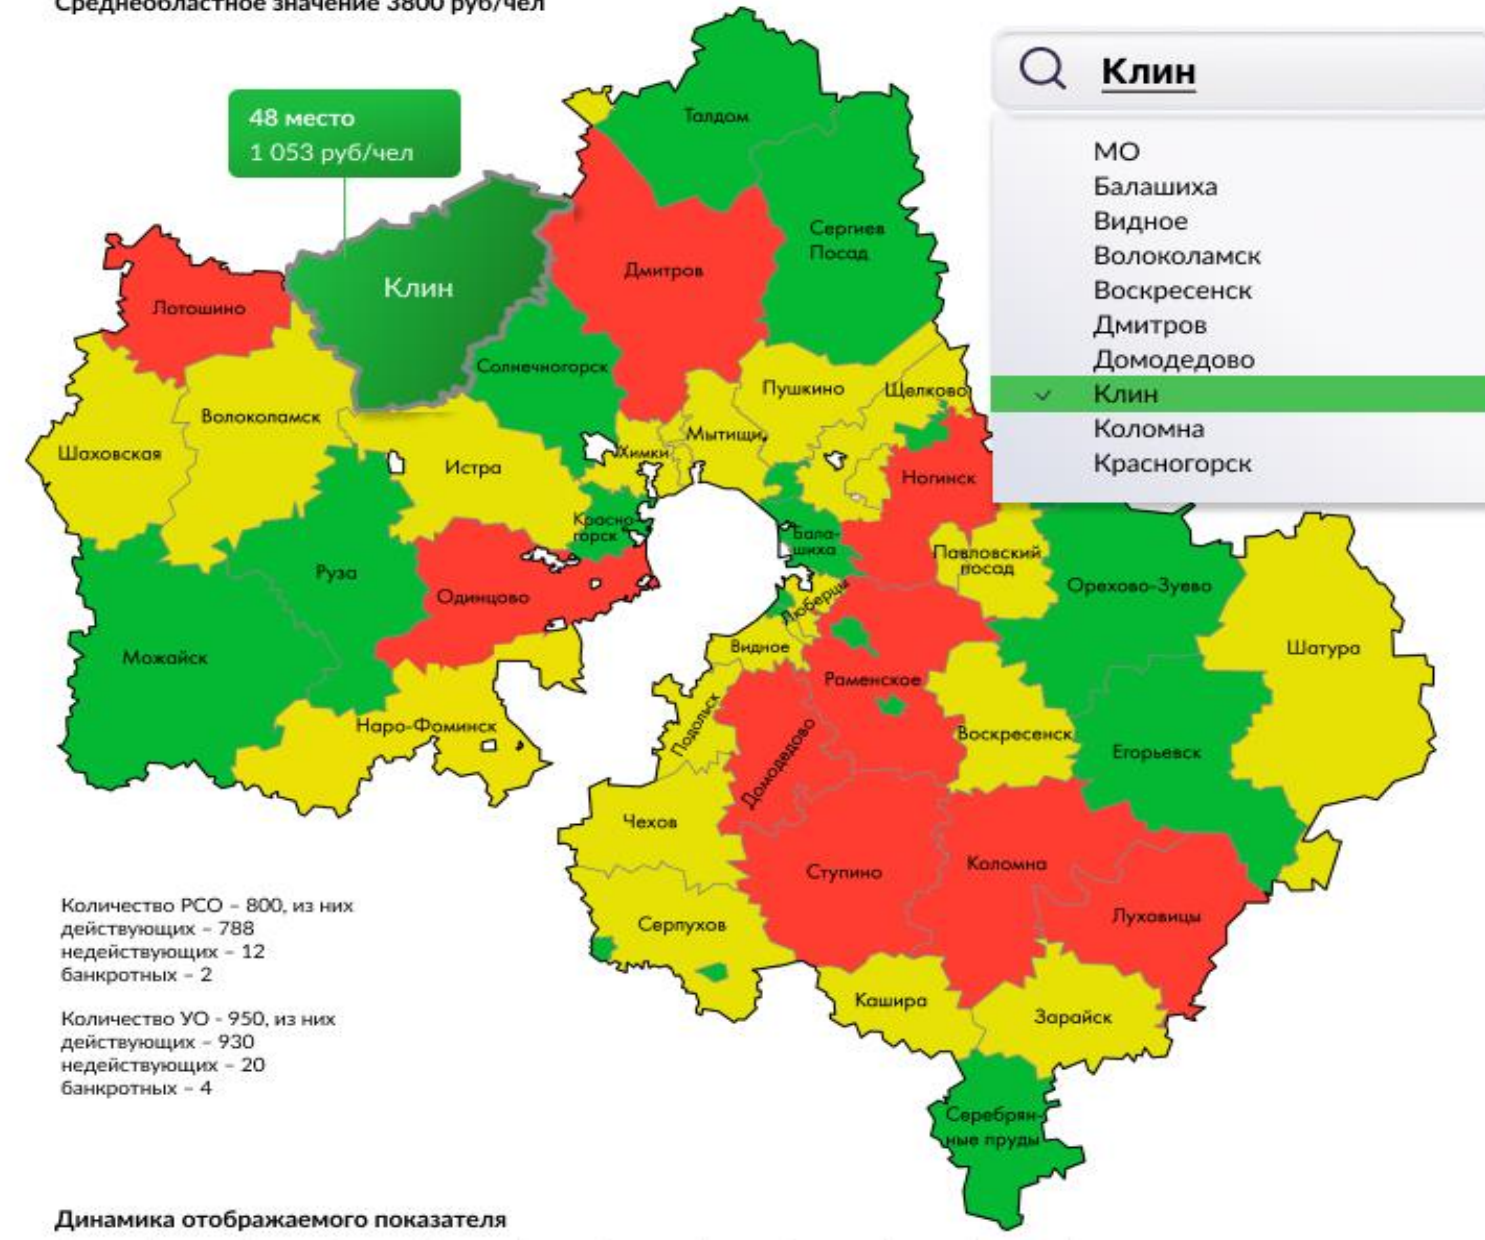 Среднеобластное значение 3800 руб/чел
Клин
48 место
1 053 руб/чел
МО
Балашиха
Видное
Волоколамск
Воскресенск
Дмитров
Домодедово
Клин
Коломна
Красногорск
Талдом
Сергиев
Посад
Дмитров
Клин
Лотошино
Солнечногорск
Пушкино
Щелково
Волоколамск
Мытищи
Шаховская
Истра
Химки
Ногинск
Красно-
горск
Бала-
шиха
Павловский
посад
Руза
Одинцово
Люберцы
Орехово-Зуево
Можайск
Видное
Шатура
Раменское
Наро-Фоминск
Подольск
Домодедово
Воскресенск
Егорьевск
Чехов
Ступино
Коломна
Луховицы
Серпухов
Кашира
Зарайск
Серебрян-
ные пруды
Количество РСО – 800, из них
действующих – 788
недействующих – 12
банкротных – 2
Количество УО - 950, из них
действующих – 930
недействующих – 20
банкротных – 4
Динамика отображаемого показателя